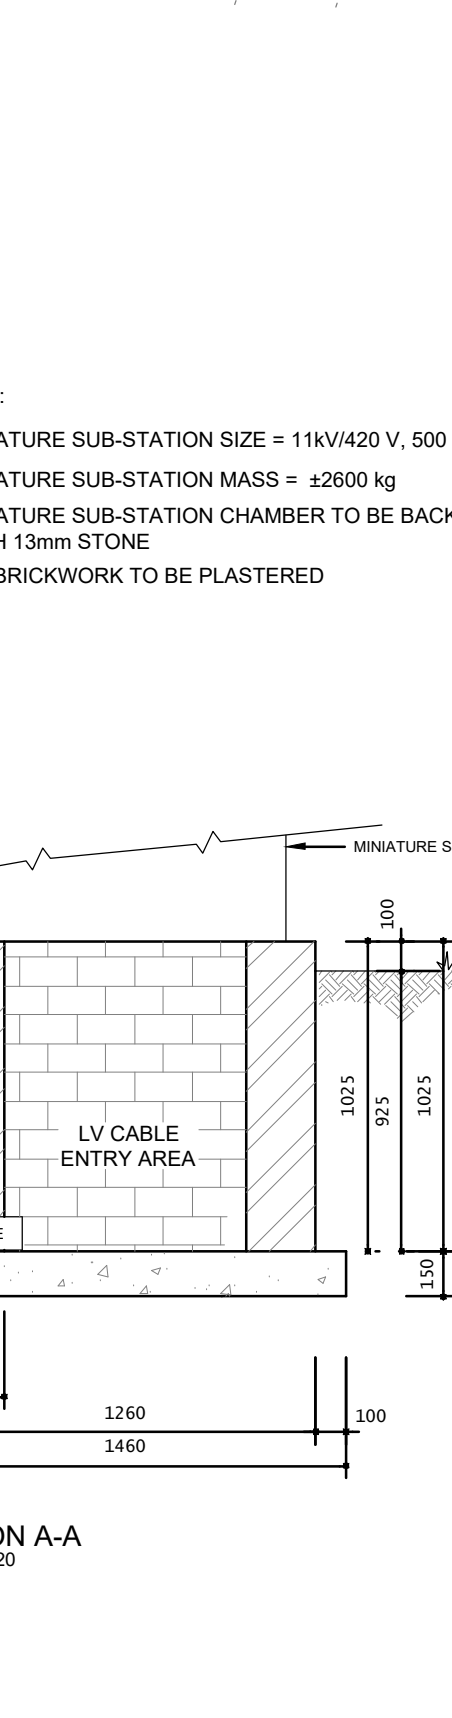 :
ATURE SUB-STATION SIZE = 11kV/420 V, 500
ATURE SUB-STATION MASS = ±2600 kg
ATURE SUB-STATION CHAMBER TO BE BACK
H 13mm STONE
BRICKWORK TO BE PLASTERED
MINIATURE S
100
1025
925
1025
LV CABLE
ENTRY AREA
E
150
1260
100
1460
ON A-A
20